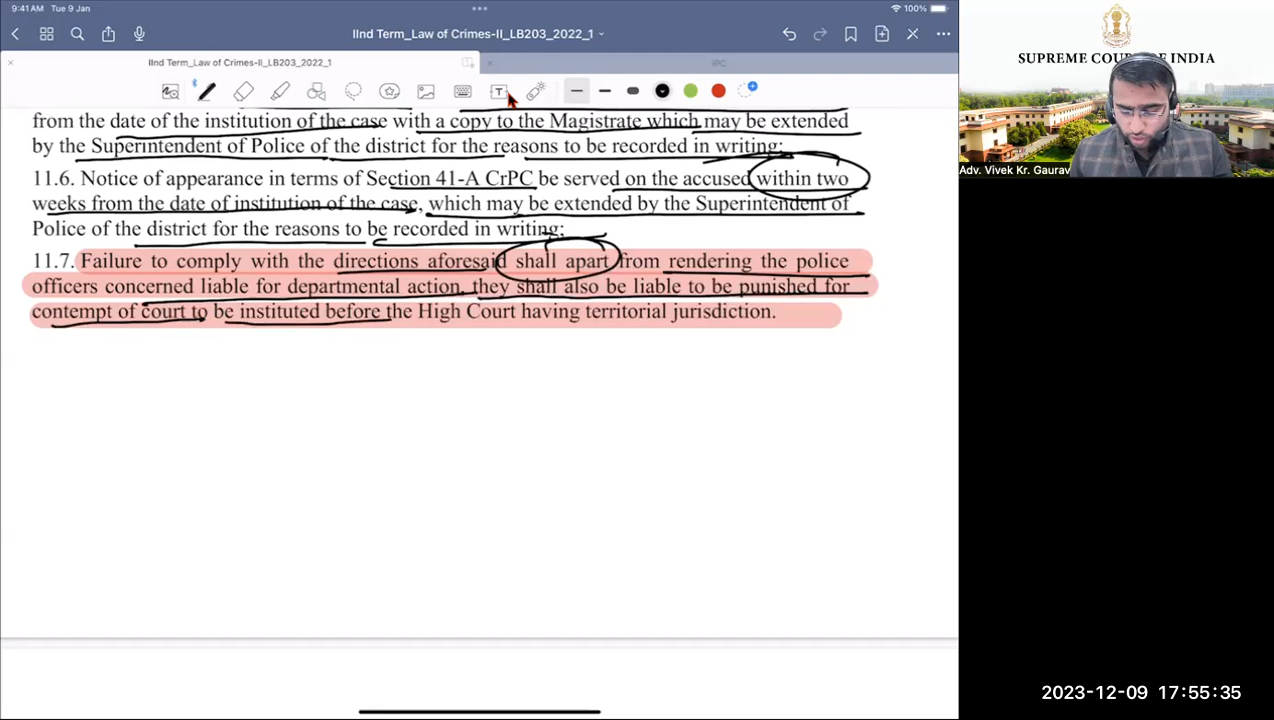 9:41 AM Tue 9 Jan
100%
IInd Term_Law of Crimes-II_LB203_2022_1
IInd Term_Law of Crimes-II_LB203_2022_1
IPC
T
from the date of the institution of the case with a copy to the Magistrate which may be extended
by the Superintendent of Police of the district for the reasons to be recorded in writing;
11.6. Notice of appearance in terms of Section 41-A CrPC be served on the accused within two
weeks from the date of institution of the case, which may be extended by the Superintendent of
Police of the district for the reasons to be recorded in writing;
11.7. Failure to comply with the directions aforesaid shall apart from rendering the police
officers concerned liable for departmental action, they shall also be liable to be punished for
contempt of court to be instituted before the High Court having territorial jurisdiction.
SUPREME COURT OF INDIA
Adv. Vivek Kr. Gaurav
2023-12-09 17:55:35